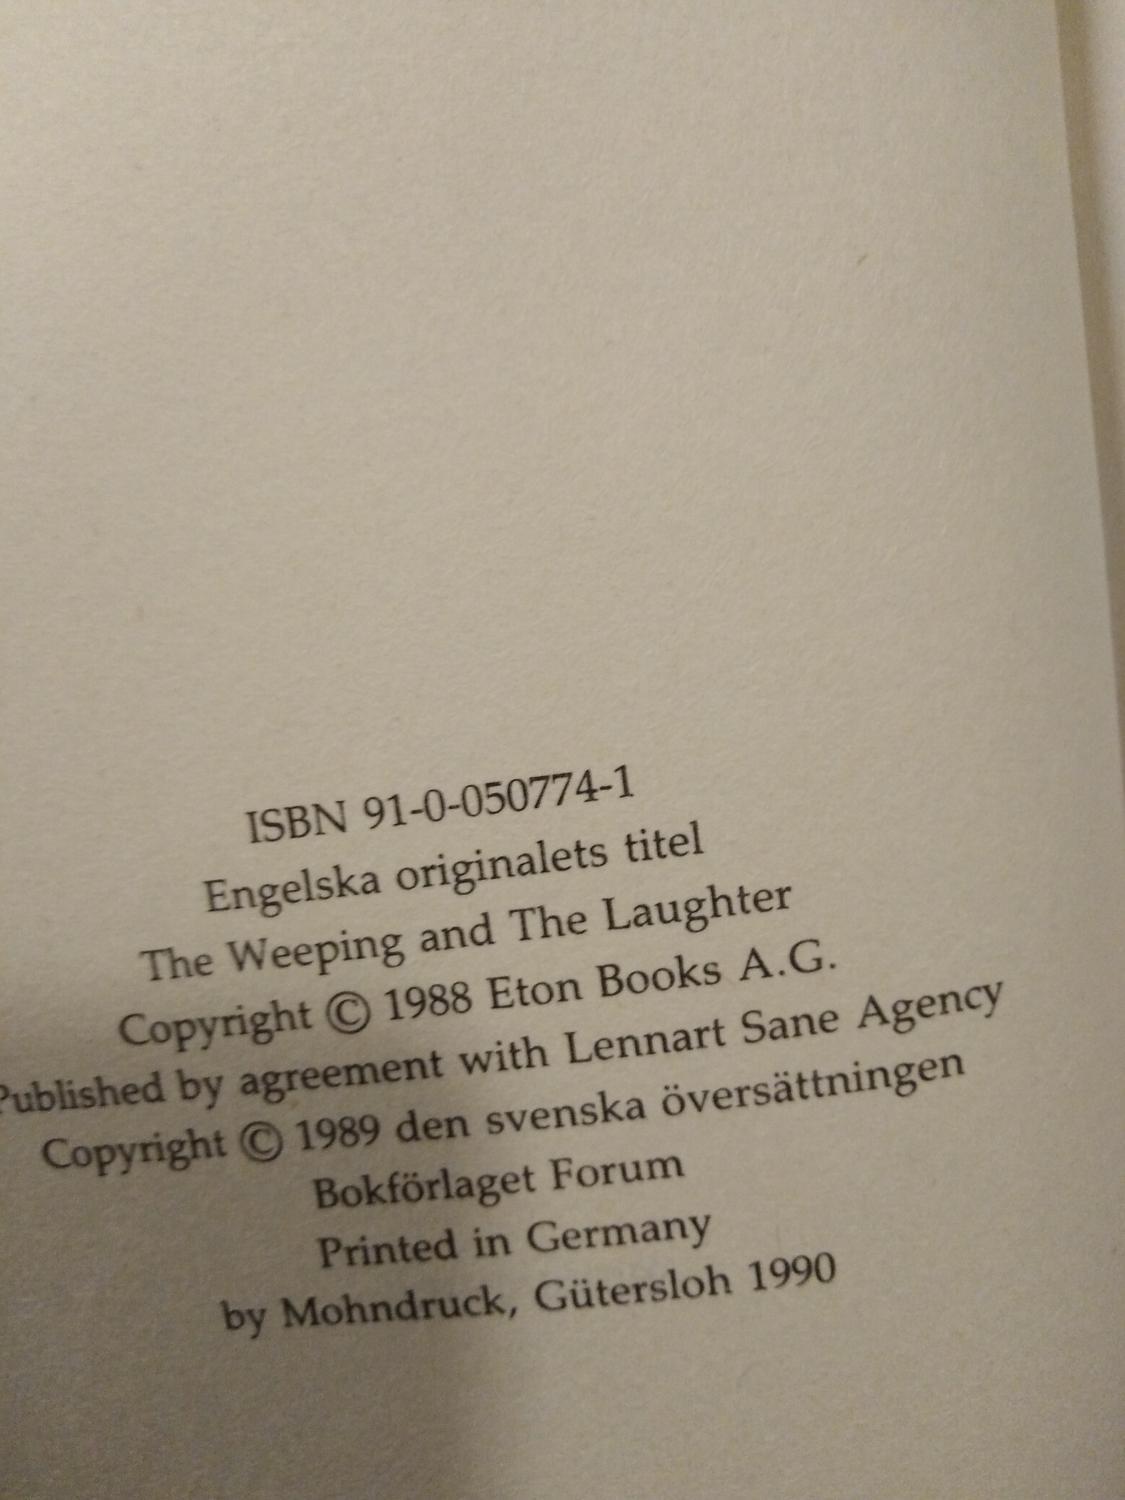 ISBN 91-0-050774-1
Engelska originalets titel
The Weeping and The Laughter
Copyright © 1988 Eton Books A.G.
Published by agreement with Lennart Sane Agency
Copyright © 1989 den svenska översättningen
Bokförlaget Forum
Printed in Germany
by Mohndruck, Gütersloh 1990